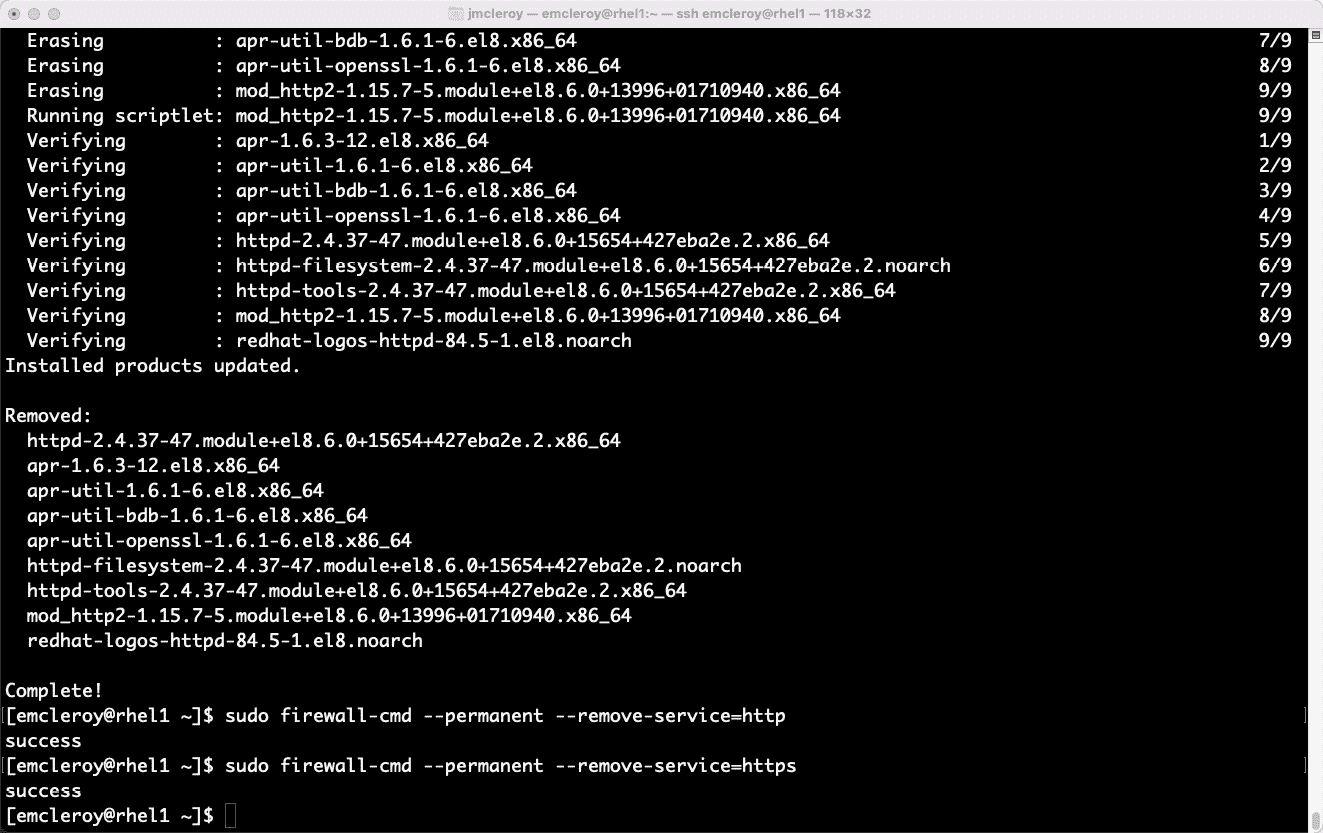 jmcleroy — emcleroy@rhel1:~ — ssh emcleroy@rhel1 — 118×32
Erasing : apr-util-bdb-1.6.1-6.el8.x86_64 7/9
Erasing : apr-util-openssl-1.6.1-6.el8.x86_64 8/9
Erasing : mod_http2-1.15.7-5.module+el8.6.0+13996+01710940.x86_64 9/9
Running scriptlet: mod_http2-1.15.7-5.module+el8.6.0+13996+01710940.x86_64 9/9
Verifying : apr-1.6.3-12.el8.x86_64 1/9
Verifying : apr-util-1.6.1-6.el8.x86_64 2/9
Verifying : apr-util-bdb-1.6.1-6.el8.x86_64 3/9
Verifying : apr-util-openssl-1.6.1-6.el8.x86_64 4/9
Verifying : httpd-2.4.37-47.module+el8.6.0+15654+427eba2e.2.x86_64 5/9
Verifying : httpd-filesystem-2.4.37-47.module+el8.6.0+15654+427eba2e.2.noarch 6/9
Verifying : httpd-tools-2.4.37-47.module+el8.6.0+15654+427eba2e.2.x86_64 7/9
Verifying : mod_http2-1.15.7-5.module+el8.6.0+13996+01710940.x86_64 8/9
Verifying : redhat-logos-httpd-84.5-1.el8.noarch 9/9
Installed products updated.
Removed:
httpd-2.4.37-47.module+el8.6.0+15654+427eba2e.2.x86_64
apr-1.6.3-12.el8.x86_64
apr-util-1.6.1-6.el8.x86_64
apr-util-bdb-1.6.1-6.el8.x86_64
apr-util-openssl-1.6.1-6.el8.x86_64
httpd-filesystem-2.4.37-47.module+el8.6.0+15654+427eba2e.2.noarch
httpd-tools-2.4.37-47.module+el8.6.0+15654+427eba2e.2.x86_64
mod_http2-1.15.7-5.module+el8.6.0+13996+01710940.x86_64
redhat-logos-httpd-84.5-1.el8.noarch
Complete!
[emcleroy@rhel1 ~]$ sudo firewall-cmd --permanent --remove-service=http
success
[emcleroy@rhel1 ~]$ sudo firewall-cmd --permanent --remove-service=https
success
[emcleroy@rhel1 ~]$